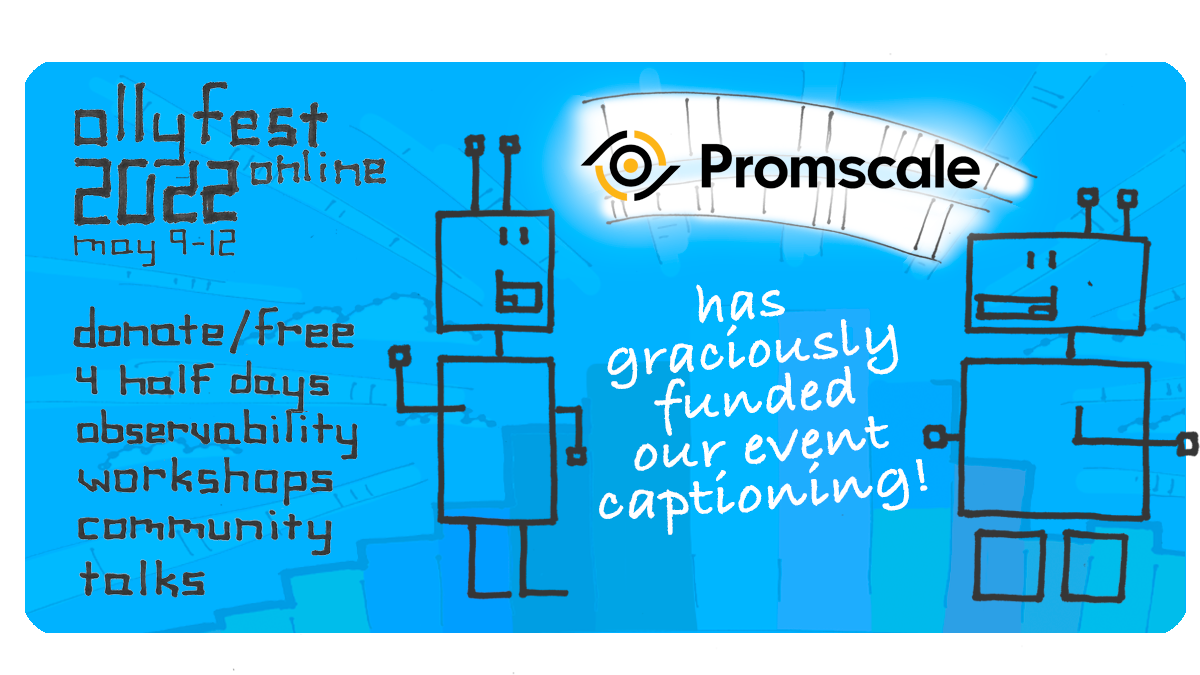 ollyfest
2022 online
may 9-12
donate/free
4 half days
observability
workshops
community
talks
Promscale
has
graciously
funded
our event
captioning!